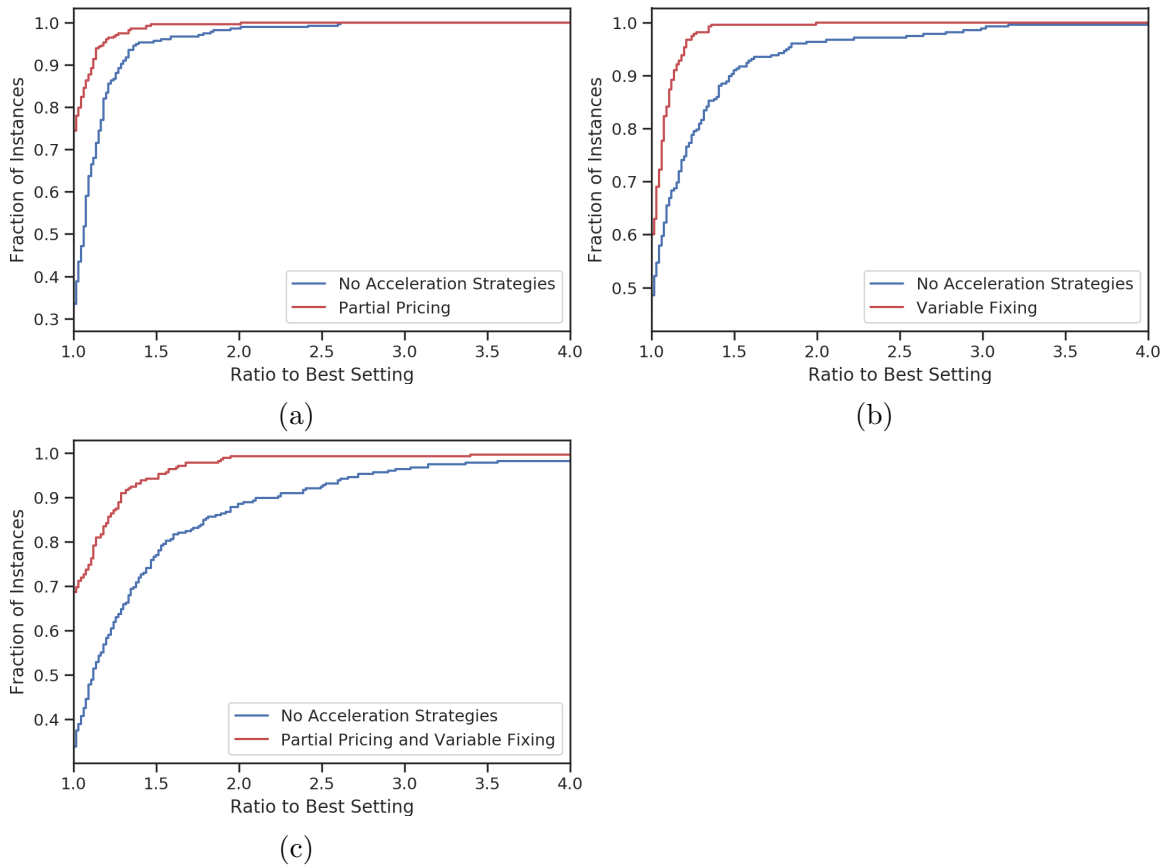 1.0
0.9
0.8
0.7
0.6
0.5
0.4
0.3
Fraction of Instances
No Acceleration Strategies
Partial Pricing
1.0 1.5 2.0 2.5 3.0 3.5 4.0
Ratio to Best Setting
(a)
1.0
0.9
0.8
0.7
0.6
0.5
Fraction of Instances
No Acceleration Strategies
Variable Fixing
1.0 1.5 2.0 2.5 3.0 3.5 4.0
Ratio to Best Setting
(b)
1.0
0.9
0.8
0.7
0.6
0.5
0.4
Fraction of Instances
No Acceleration Strategies
Partial Pricing and Variable Fixing
1.0 1.5 2.0 2.5 3.0 3.5 4.0
Ratio to Best Setting
(c)